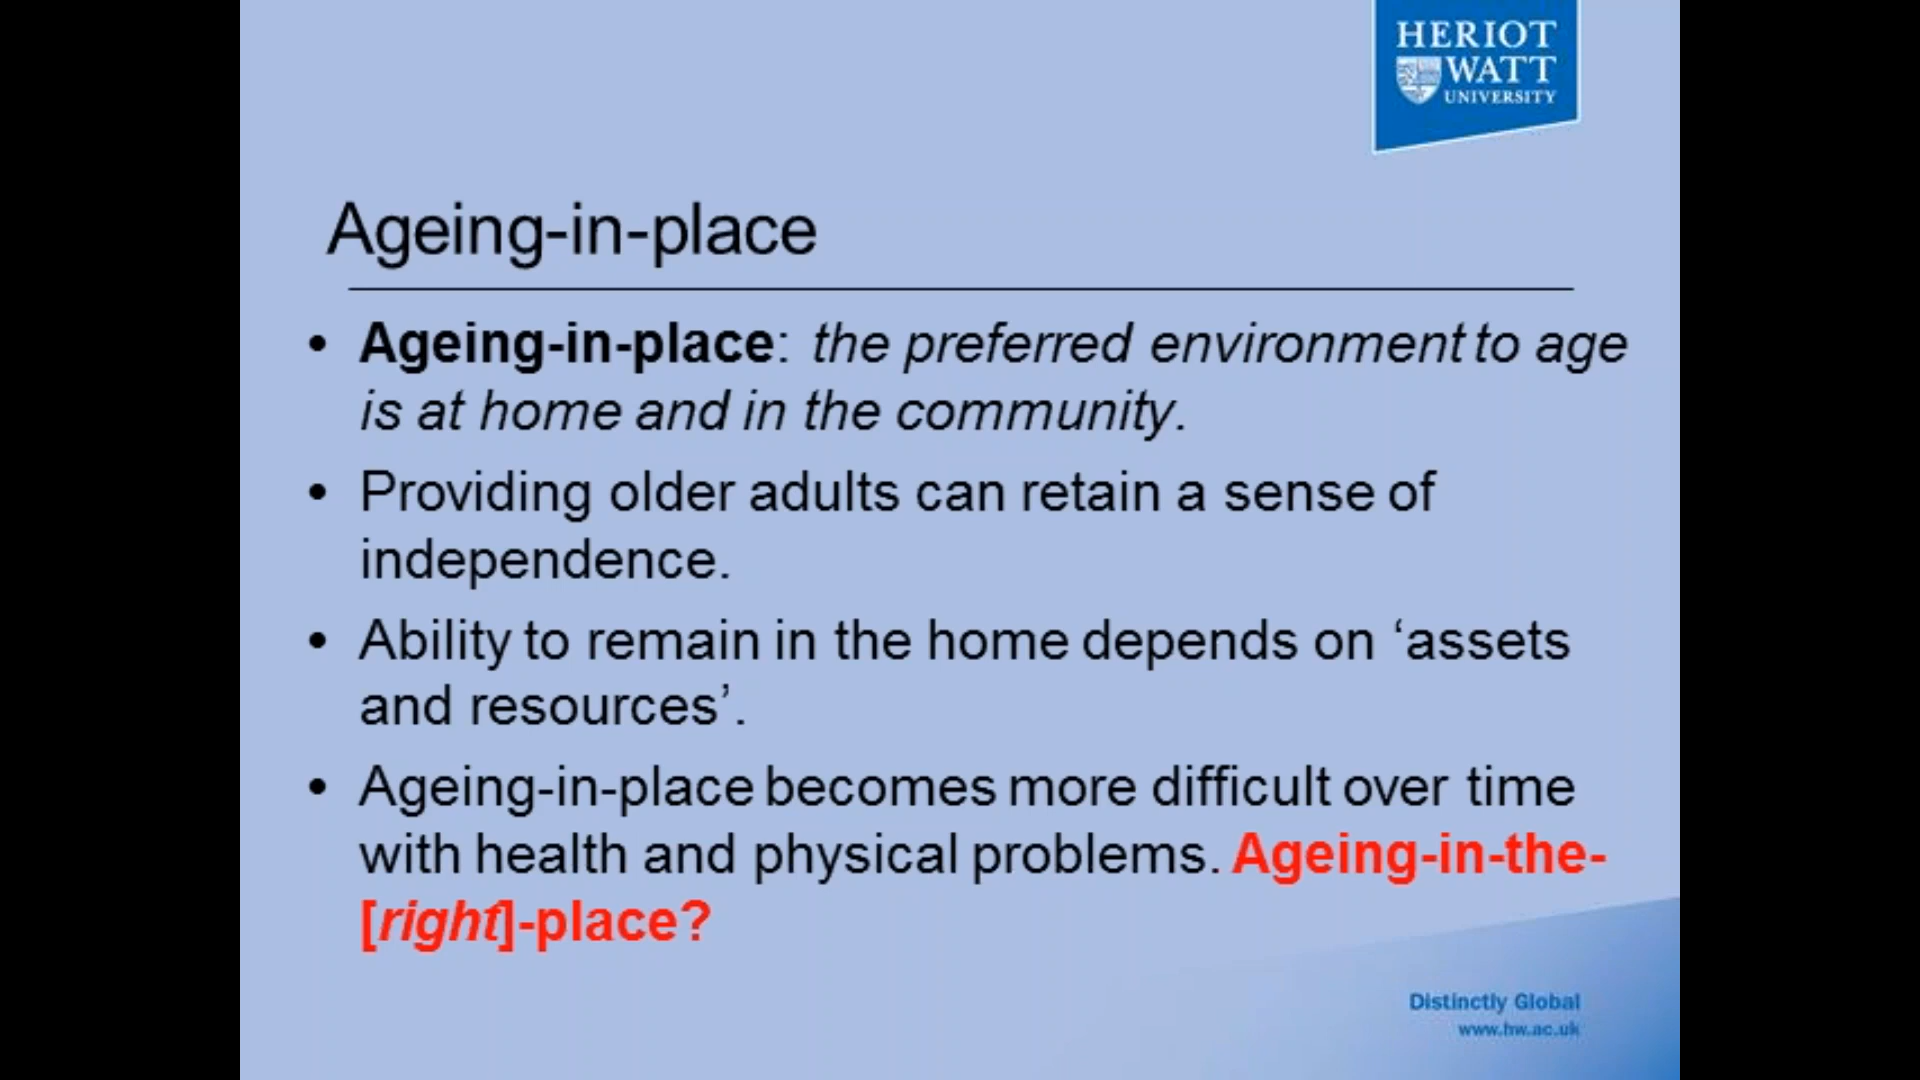 HERIOT
WATT
UNIVERSITY
Ageing-in-place
• Ageing-in-place: the preferred environment to age
is at home and in the community.
• Providing older adults can retain a sense of
independence.
• Ability to remain in the home depends on ‘assets
and resources’.
• Ageing-in-place becomes more difficult over time
with health and physical problems. Ageing-in-the-
[right]-place?
Distinctly Global
www.hw.ac.uk